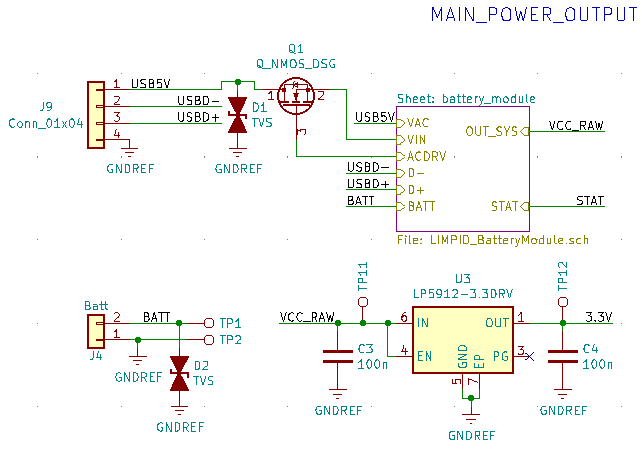 MAIN_POWER_OUTPUT
Q1
Q_NMOS_DSG
J9
Conn_01x04
1
USB5V
2
USBD-
3
USBD+
4
GNDREF
D1
TVS
GNDREF
1
2
3
Sheet: battery_module
USB5V
VAC
VIN
ACDRV
USBD-
D-
USBD+
D+
BATT
BATT
OUT_SYS
VCC_RAW
STAT
STAT
File: LIMPID_BatteryModule.sch
Batt
2
BATT
TP1
1
TP2
J4
GNDREF
D2
TVS
GNDREF
TP11
U3
LP5912-3.3DRV
TP12
VCC_RAW
6
IN
OUT
1
3.3V
4
EN
PG
3
GND
EP
5
7
C3
100n
C4
100n
GNDREF
GNDREF
GNDREF